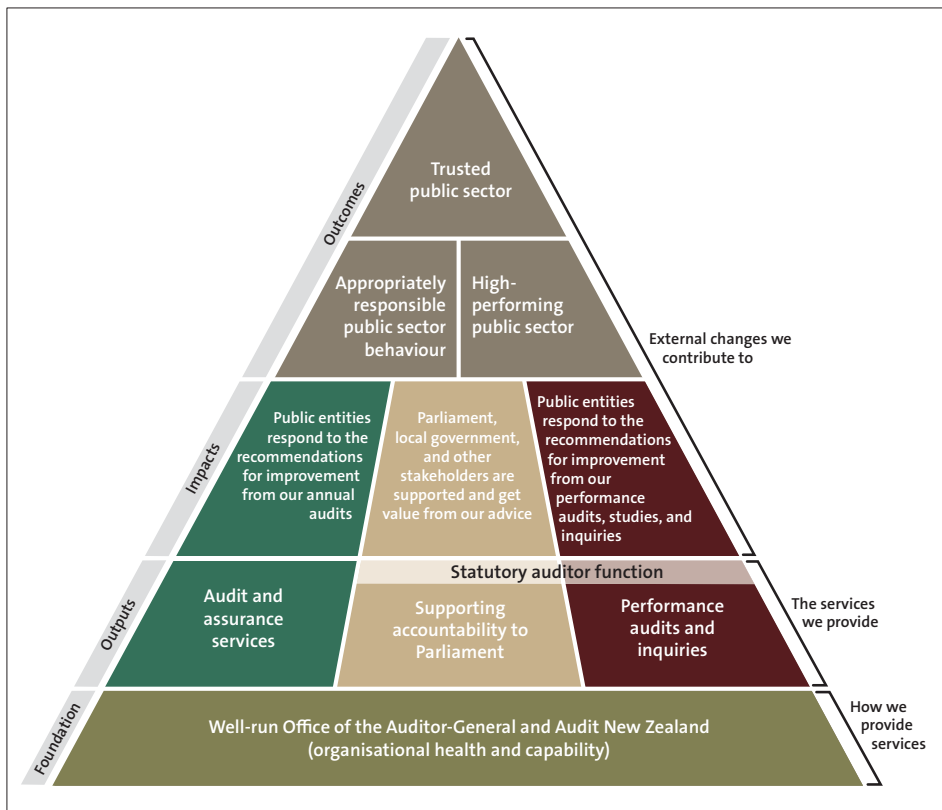 Trusted
public sector
Outcomes
Appropriately
responsible
public sector
behaviour
High-
performing
public sector
External changes we
contribute to
Impacts
Public entities
respond to the
recommendations
for improvement
from our annual
audits
Parliament,
local government,
and other
stakeholders are
supported and get
value from our advice
Public entities
respond to the
recommendations
for improvement
from our
performance
audits, studies, and
inquiries
Outputs
Statutory auditor function
Audit and
assurance
services
Supporting
accountability to
Parliament
Performance
audits and
inquiries
The services
we provide
Foundation
Well-run Office of the Auditor-General and Audit New Zealand
(organisational health and capability)
How we
provide
services